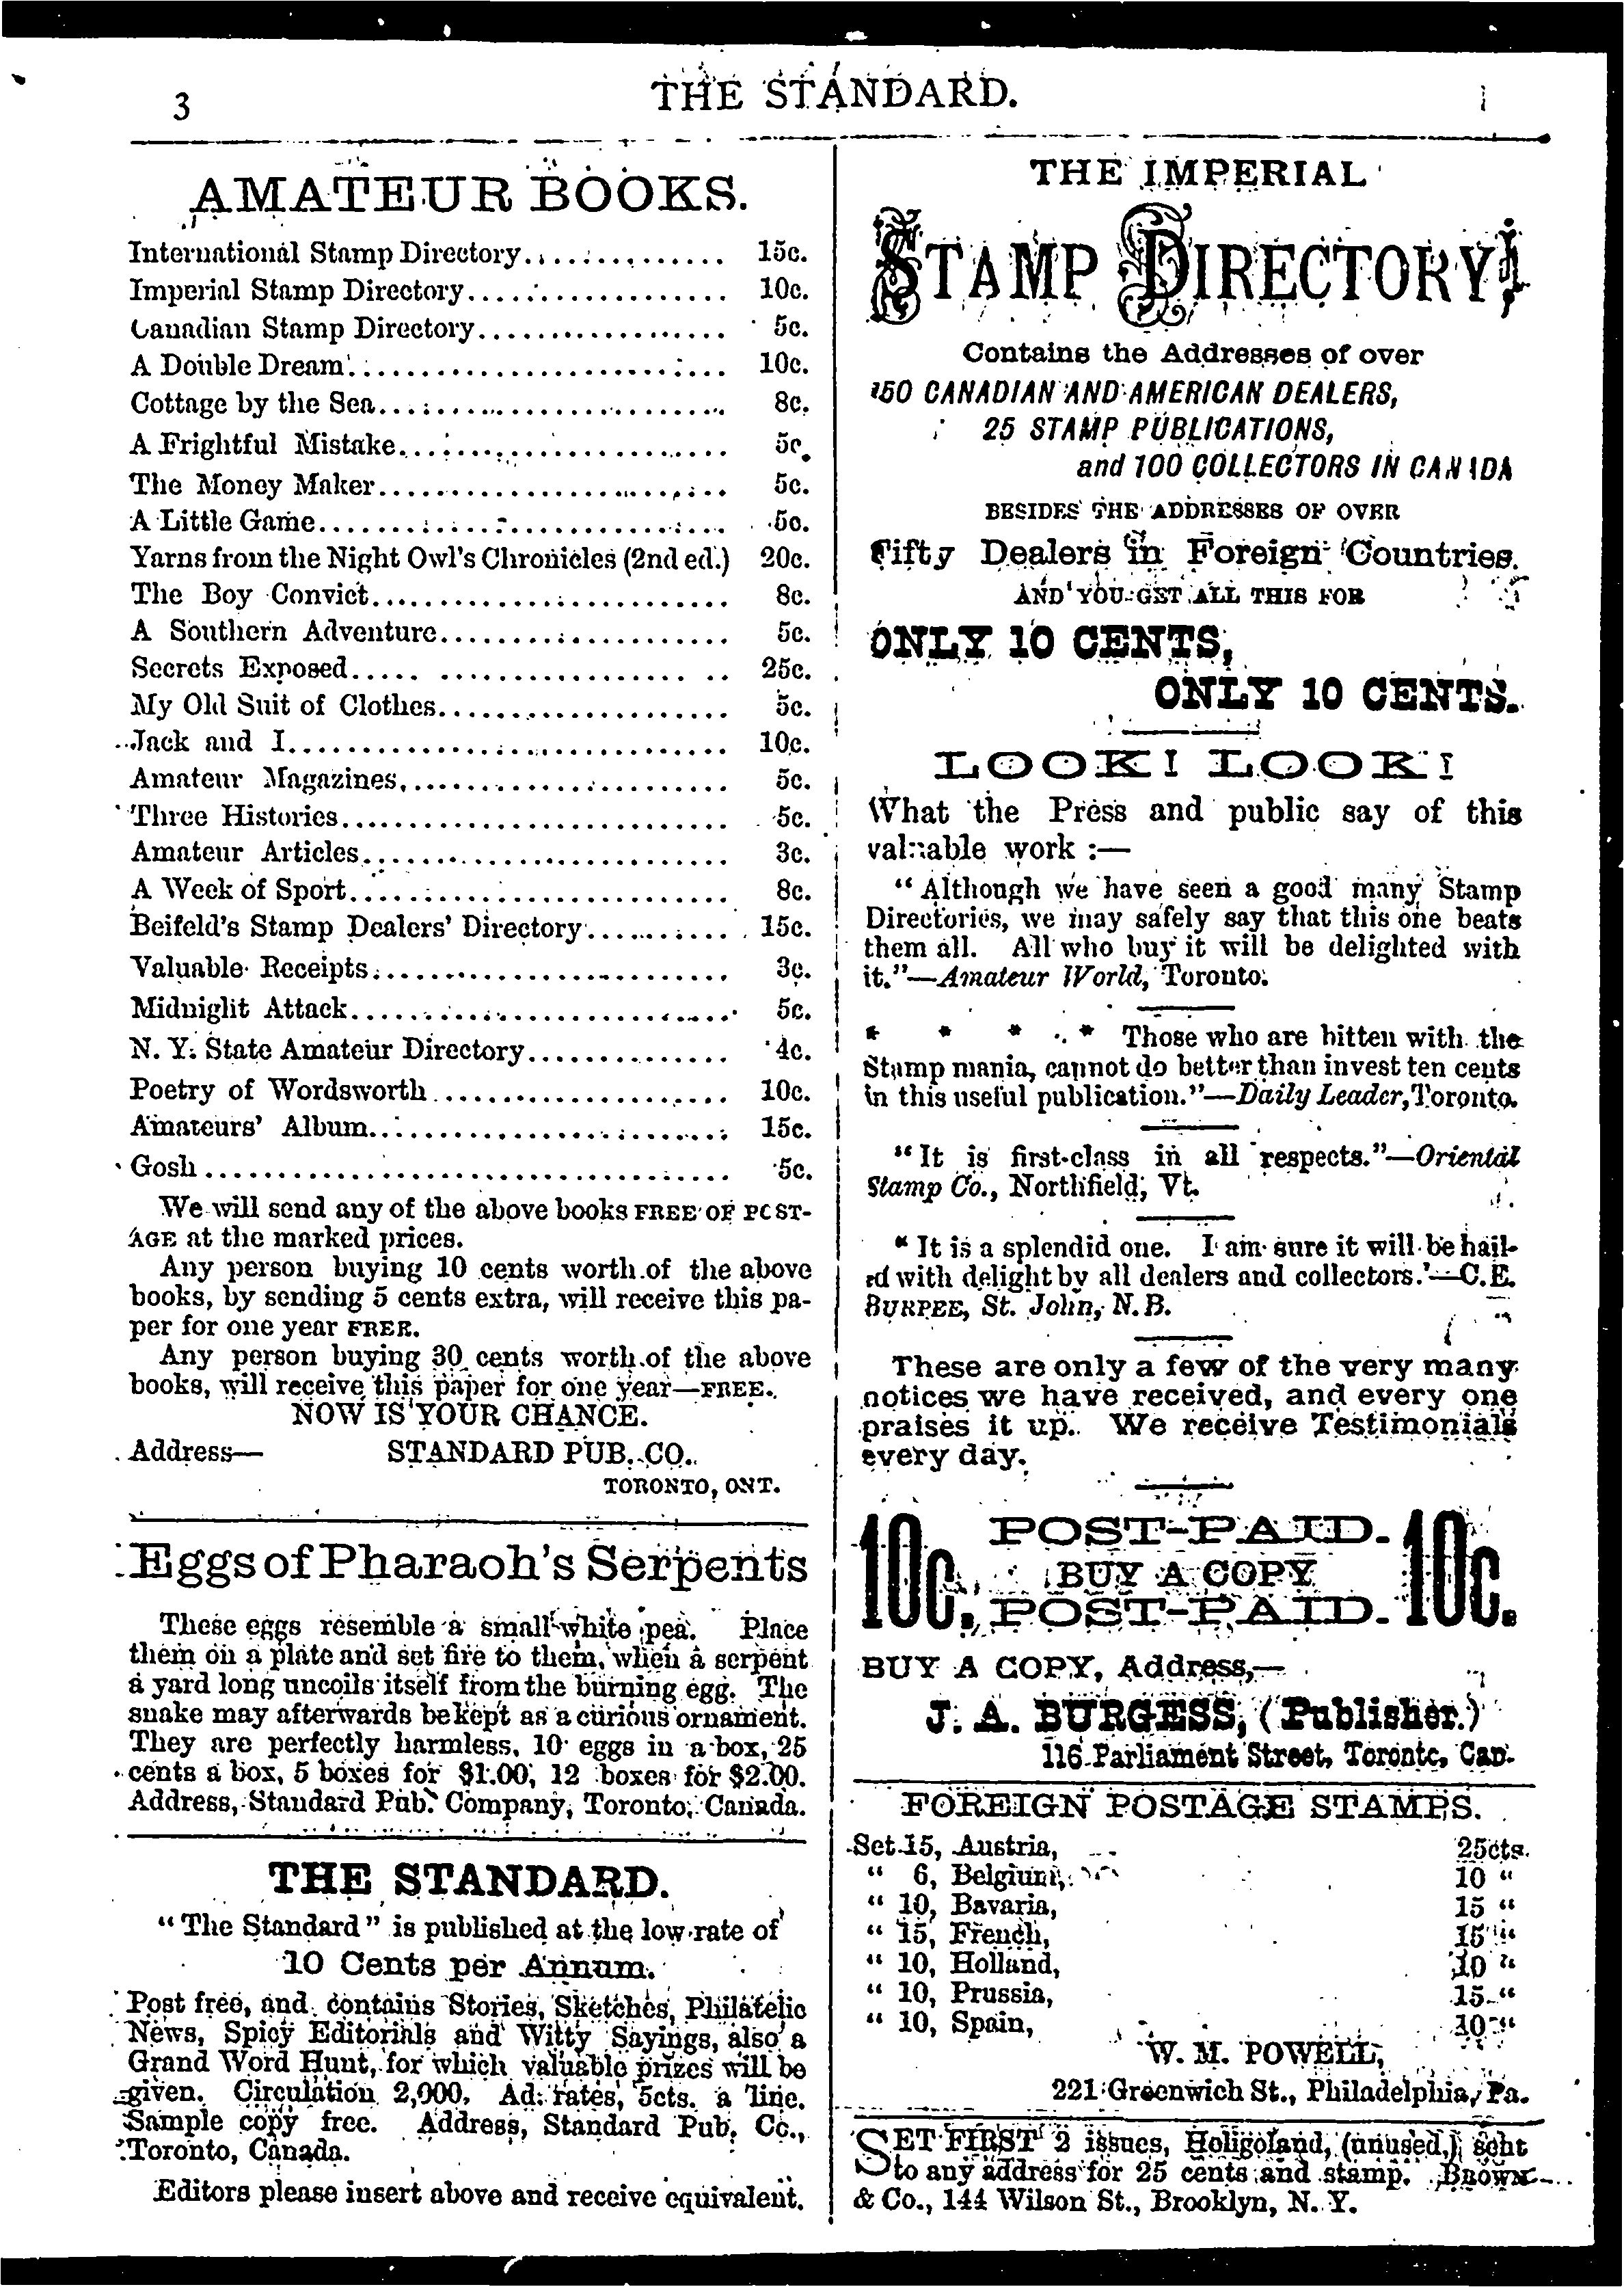 3
THE STANDARD.
AMATEUR BOOKS.
International Stamp Directory............ 15c.
Imperial Stamp Directory.................. 10c.
Canadian Stamp Directory.................. 5c.
A Double Dream.......................... 10c.
Cottage by the Sea........................ 8c.
A Frightful Mistake....................... 5c.
The Money Maker........................ 5c.
A Little Game............................ 5c.
Yarns from the Night Owl's Chronicles (2nd ed.) 20c.
The Boy Convict.......................... 8c.
A Southern Adventure..................... 5c.
Secrets Exposed.......................... 25c.
My Old Suit of Clothes.................... 5c.
Jack and I............................... 10c.
Amateur Magazines....................... 5c.
Three Histories........................... 5c.
Amateur Articles.......................... 3c.
A Week of Sport.......................... 8c.
Beifeld's Stamp Dealers' Directory.......... 15c.
Valuable Receipts......................... 3c.
Midnight Attack.......................... 5c.
N. Y. State Amateur Directory.............. 4c.
Poetry of Wordsworth..................... 10c.
Amateurs' Album......................... 15c.
Gosh.................................... 5c.
We will send any of the above books FREE OF POST-
AGE at the marked prices.
Any person buying 10 cents worth of the above
books, by sending 5 cents extra, will receive this pa-
per for one year FREE.
Any person buying 30 cents worth of the above
books, will receive this paper for one year—FREE.
NOW IS YOUR CHANCE.
Address— STANDARD PUB. CO.,
TORONTO, ONT.
Eggs of Pharaoh's Serpents
These eggs resemble a small white pea. Place
them on a plate and set fire to them, when a serpent
a yard long uncoils itself from the burning egg. The
snake may afterwards be kept as a curious ornament.
They are perfectly harmless, 10 eggs in a box, 25
cents a box, 5 boxes for $1.00, 12 boxes for $2.00.
Address, Standard Pub. Company, Toronto, Canada.
THE STANDARD.
"The Standard" is published at the low rate of
10 Cents per Annum.
Post free, and contains Stories, Sketches, Philatelic
News, Spicy Editorials and Witty Sayings, also a
Grand Word Hunt, for which valuable prizes will be
given. Circulation 2,000, Ad. rates, 5cts. a line.
Sample copy free. Address, Standard Pub. Co.,
Toronto, Canada.
Editors please insert above and receive equivalent.
THE IMPERIAL
STAMP DIRECTORY!
Contains the Addresses of over
150 CANADIAN AND AMERICAN DEALERS,
25 STAMP PUBLICATIONS,
and 100 COLLECTORS IN CANADA
BESIDES THE ADDRESSES OF OVER
Fifty Dealers in Foreign Countries.
AND YOU GET ALL THIS FOR
ONLY 10 CENTS,
ONLY 10 CENTS.
LOOK! LOOK!
What the Press and public say of this
valuable work :—
"Although we have seen a good many Stamp
Directories, we may safely say that this one beats
them all. All who buy it will be delighted with
it."—Amateur World, Toronto.
* * * * Those who are bitten with the
Stamp mania, cannot do better than invest ten cents
in this useful publication."—Daily Leader, Toronto.
"It is first-class in all respects."—Oriental
Stamp Co., Northfield, Vt.
"It is a splendid one. I am sure it will be hail-
ed with delight by all dealers and collectors.'—C.E.
BURPEE, St. John, N.B.
These are only a few of the very many
notices we have received, and every one
praises it up. We receive Testimonials
every day.
10c. POST-PAID. 10c.
BUY A COPY
POST-PAID.
BUY A COPY, Address,—
J. A. BURGESS, (Publisher.)
116 Parliament Street, Toronto, Can.
FOREIGN POSTAGE STAMPS.
Set 15, Austria, 25cts.
" 6, Belgium, 10 "
" 10, Bavaria, 15 "
" 15, French, 15 "
" 10, Holland, 10 "
" 10, Prussia, 15 "
" 10, Spain, 10 "
W. M. POWELL,
221 Greenwich St., Philadelphia, Pa.
SET FIRST 2 issues, Holigoland, (unused,) sent
to any address for 25 cents and stamp. BROWN
& Co., 144 Wilson St., Brooklyn, N. Y.